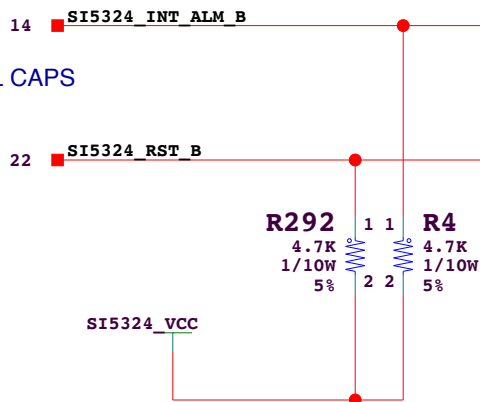 14 SI5324_INT_ALM_B
CAPS
22 SI5324_RST_B
R292 1 1 R4
4.7K 4.7K
1/10W 1/10W
5% 2 2 5%
SI5324_VCC